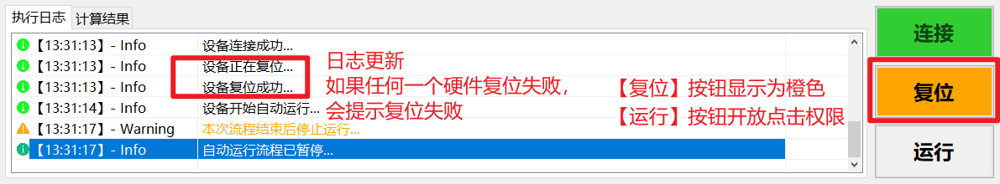 执行日志 计算结果
【13:31:13】- Info 设备连接成功...
【13:31:13】- Info 设备正在复位...
【13:31:13】- Info 设备复位成功...
【13:31:14】- Info 设备开始自动运行...
【13:31:17】- Warning 本次流程结束后停止运行...
【13:31:17】- Info 自动运行流程已暂停...
日志更新
如果任何一个硬件复位失败，
会提示复位失败
【复位】按钮显示为橙色
【运行】按钮开放点击权限
连接
复位
运行